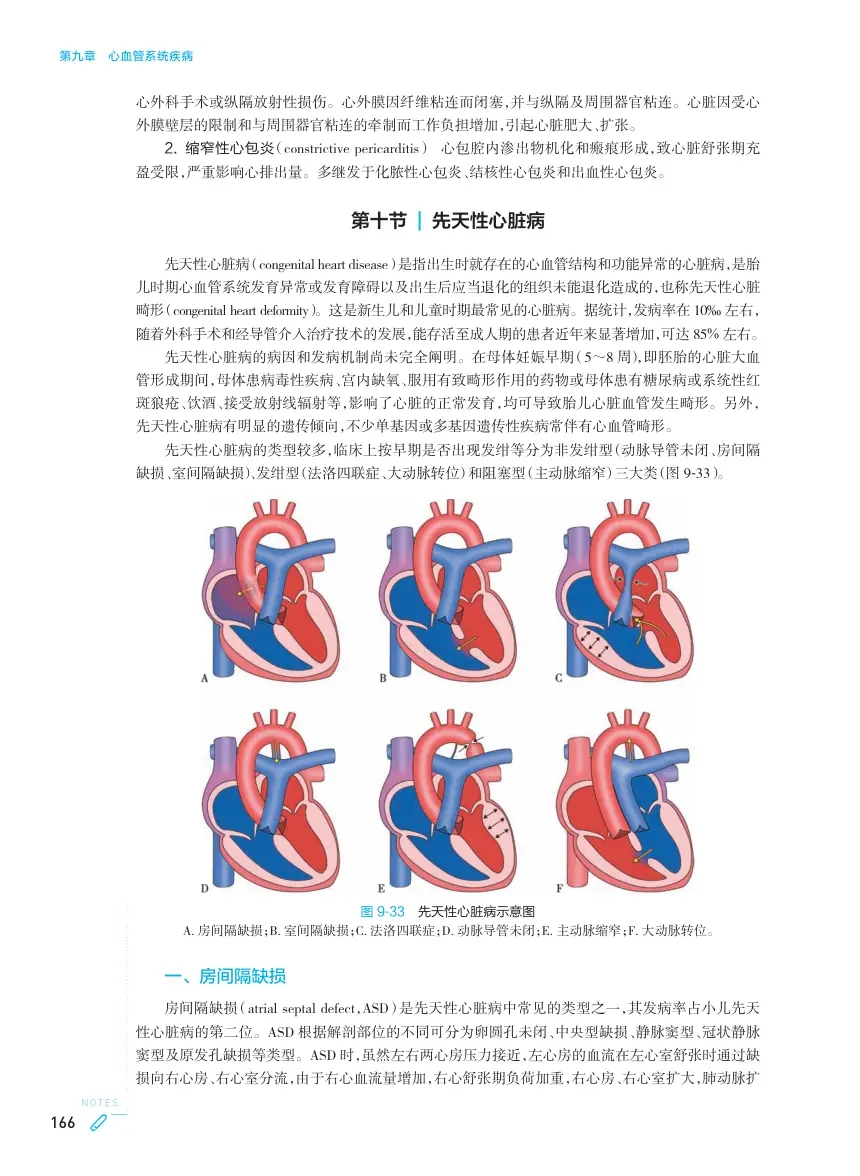 第九章 心血管系统疾病
心外科手术或纵隔放射性损伤。心外膜因纤维粘连而闭塞,并与纵隔及周围器官粘连。心脏因受心
外膜壁层的限制和与周围器官粘连的牵制而工作负担增加,引起心脏肥大、扩张。
2. 缩窄性心包炎(constrictive pericarditis) 心包腔内渗出物机化和瘢痕形成,致心脏舒张期充
盈受限,严重影响心排出量。多继发于化脓性心包炎、结核性心包炎和出血性心包炎。
第十节 | 先天性心脏病
先天性心脏病(congenital heart disease)是指出生时就存在的心血管结构和功能异常的心脏病,是胎
儿时期心血管系统发育异常或发育障碍以及出生后应当退化的组织未能退化造成的,也称先天性心脏
畸形(congenital heart deformity)。这是新生儿和儿童时期最常见的心脏病。据统计,发病率在 10‰ 左右,
随着外科手术和经导管介入治疗技术的发展,能存活至成人期的患者近年来显著增加,可达 85% 左右。
先天性心脏病的病因和发病机制尚未完全阐明。在母体妊娠早期(5～8 周),即胚胎的心脏大血
管形成期间,母体患病毒性疾病、宫内缺氧、服用有致畸形作用的药物或母体患有糖尿病或系统性红
斑狼疮、饮酒、接受放射线辐射等,影响了心脏的正常发育,均可导致胎儿心脏血管发生畸形。另外,
先天性心脏病有明显的遗传倾向,不少单基因或多基因遗传性疾病常伴有心血管畸形。
先天性心脏病的类型较多,临床上按早期是否出现发绀等分为非发绀型(动脉导管未闭、房间隔
缺损、室间隔缺损)、发绀型(法洛四联症、大动脉转位)和阻塞型(主动脉缩窄)三大类(图 9-33)。
A
B
C
D
E
F
图 9-33 先天性心脏病示意图
A. 房间隔缺损;B. 室间隔缺损;C. 法洛四联症;D. 动脉导管未闭;E. 主动脉缩窄;F. 大动脉转位。
一、房间隔缺损
房间隔缺损(atrial septal defect,ASD)是先天性心脏病中常见的类型之一,其发病率占小儿先天
性心脏病的第二位。ASD 根据解剖部位的不同可分为卵圆孔未闭、中央型缺损、静脉窦型、冠状静脉
窦型及原发孔缺损等类型。ASD 时,虽然左右两心房压力接近,左心房的血流在左心室舒张时通过缺
损向右心房、右心室分流,由于右心血流量增加,右心舒张期负荷加重,右心房、右心室扩大,肺动脉扩
NOTES
166